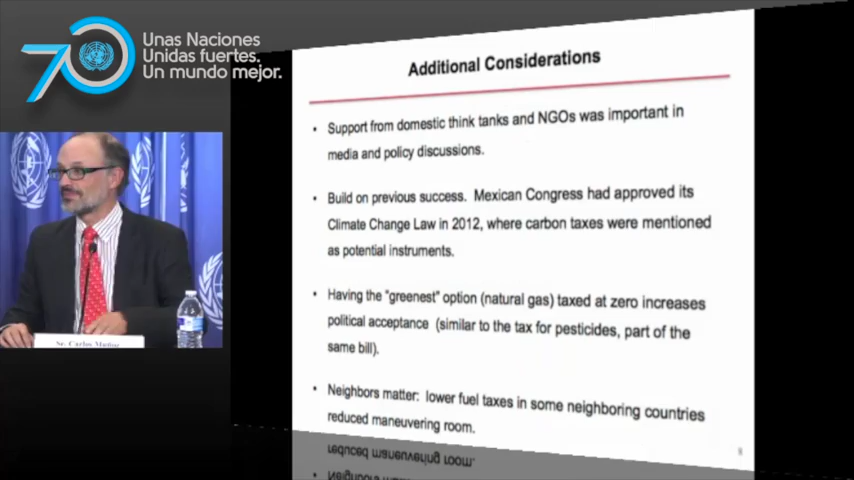 70
Unas Naciones
Unidas fuertes.
Un mundo mejor.
Sr. Carlos Muñoz
Additional Considerations
• Support from domestic think tanks and NGOs was important in
media and policy discussions.
• Build on previous success. Mexican Congress had approved its
Climate Change Law in 2012, where carbon taxes were mentioned
as potential instruments.
• Having the "greenest" option (natural gas) taxed at zero increases
political acceptance (similar to the tax for pesticides, part of the
same bill).
• Neighbors matter: lower fuel taxes in some neighboring countries
reduced maneuvering room.